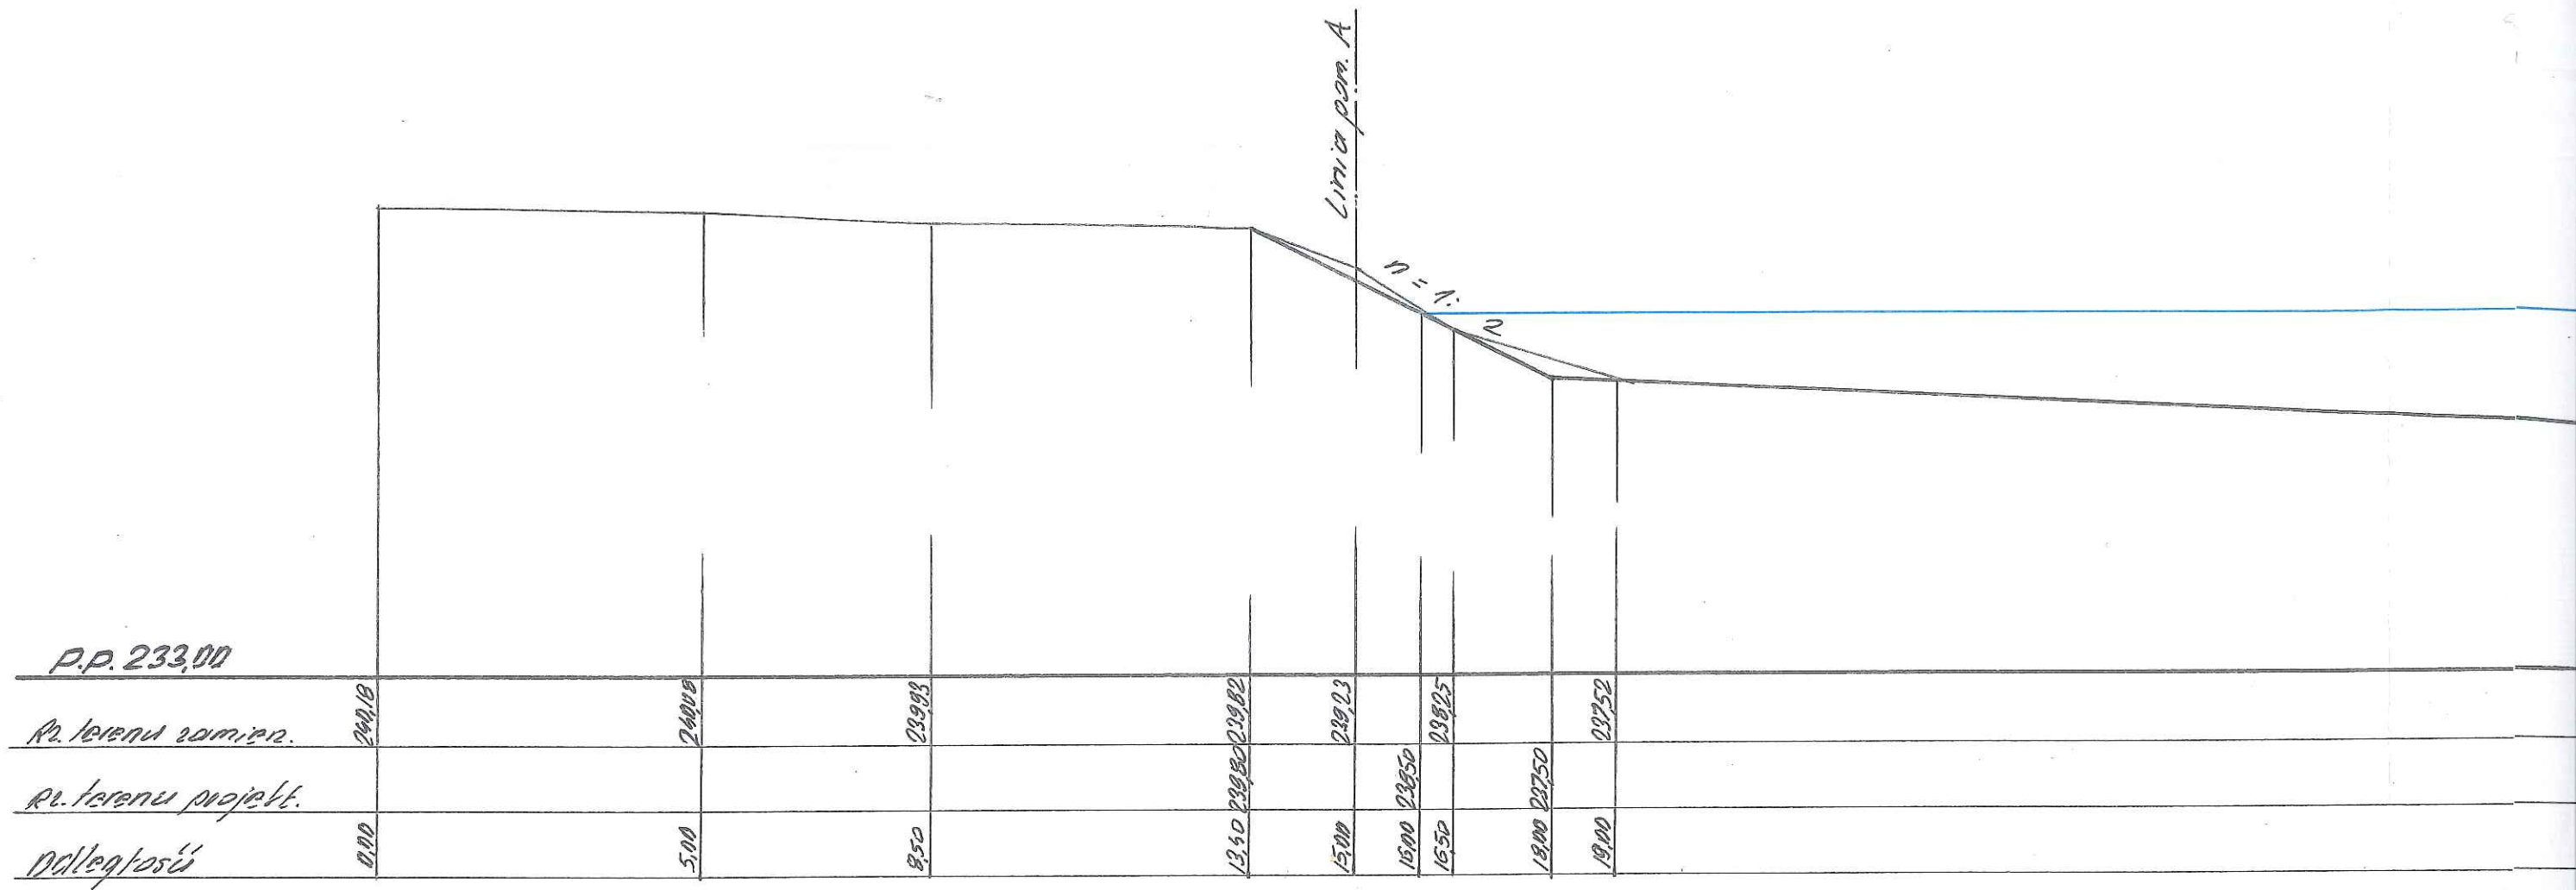 Linia pom. A
n = 1:2
P.P. 233,00
Rz. terenu zamien. 240,18 240,08 239,93 239,82 239,23 238,25 237,52
Rz. terenu projekt. 239,80 238,50 237,50
Odległość 0,00 5,00 8,50 13,40 15,00 16,00 16,50 18,00 19,00